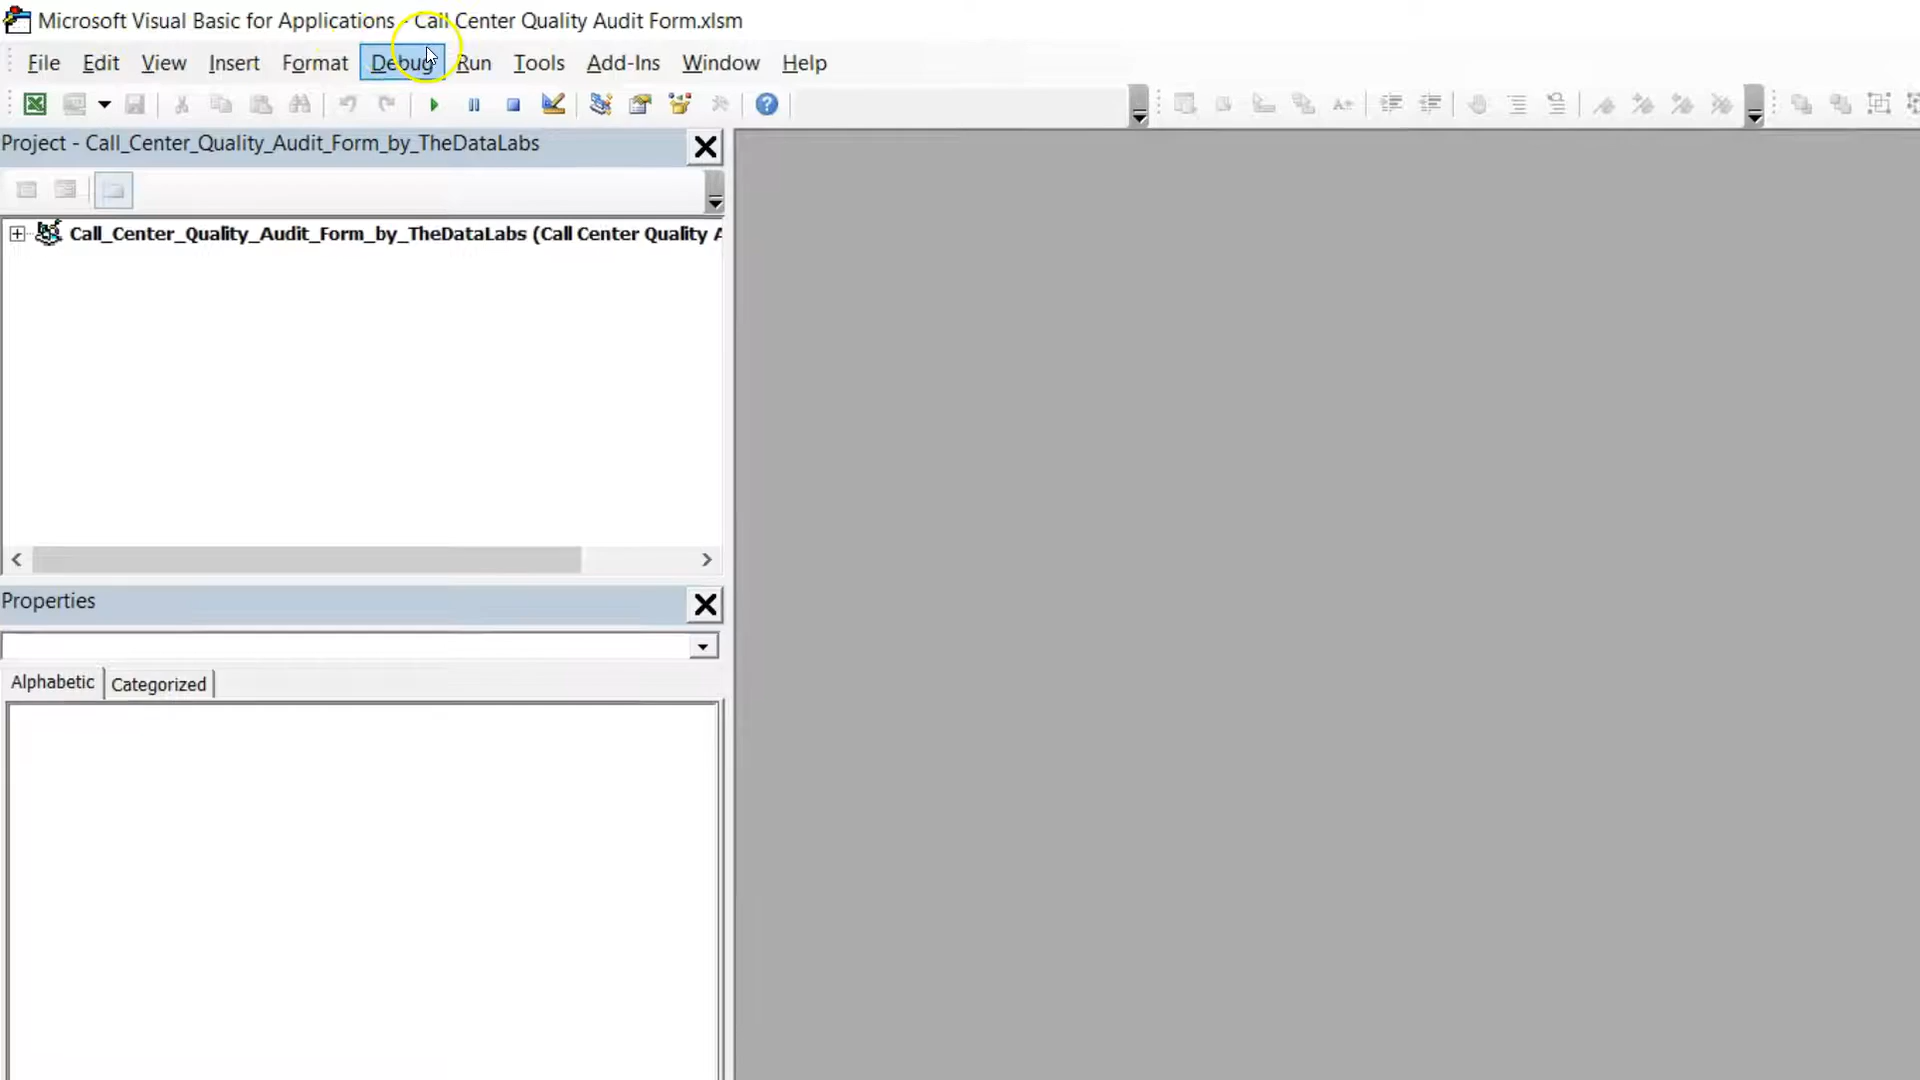 Microsoft Visual Basic for Applications - Call Center Quality Audit Form.xlsm
File Edit View Insert Format Debug Run Tools Add-Ins Window Help
Project - Call_Center_Quality_Audit_Form_by_TheDataLabs
Call_Center_Quality_Audit_Form_by_TheDataLabs (Call Center Quality A
Properties
Alphabetic Categorized